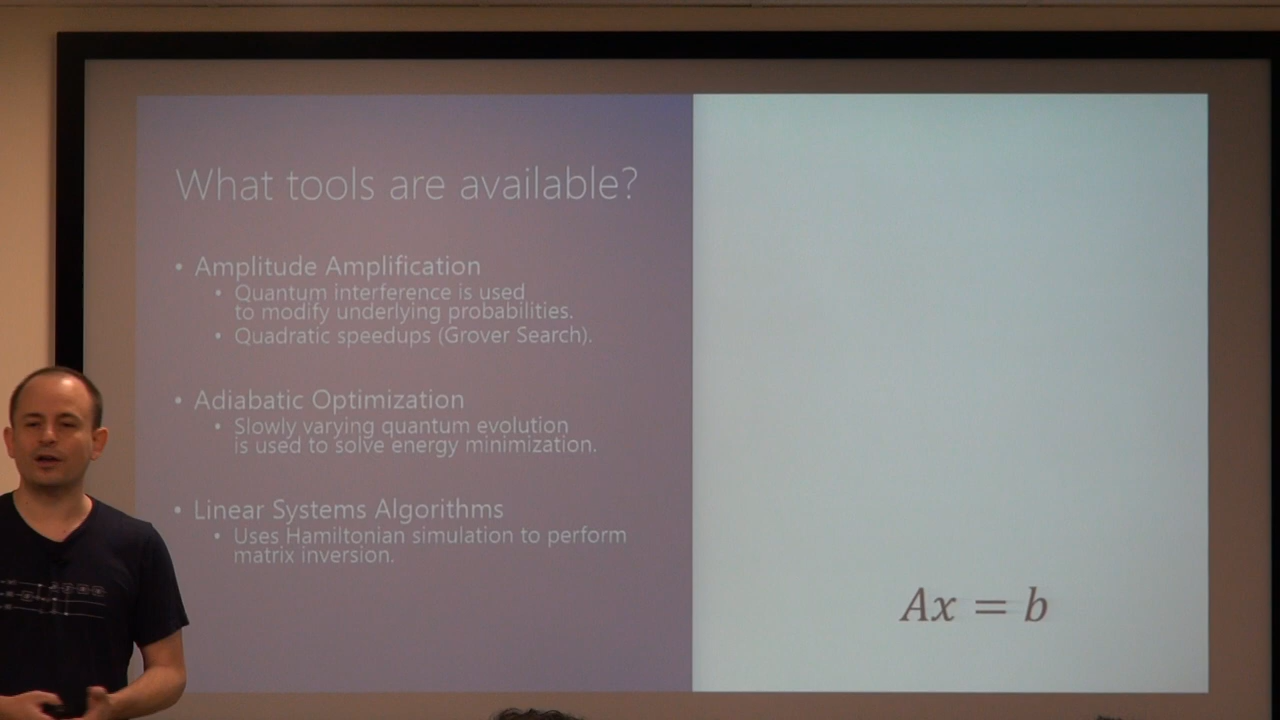 What tools are available?
• Amplitude Amplification
• Quantum interference is used
to modify underlying probabilities.
• Quadratic speedups (Grover Search).
• Adiabatic Optimization
• Slowly varying quantum evolution
is used to solve energy minimization.
• Linear Systems Algorithms
• Uses Hamiltonian simulation to perform
matrix inversion.
Ax = b